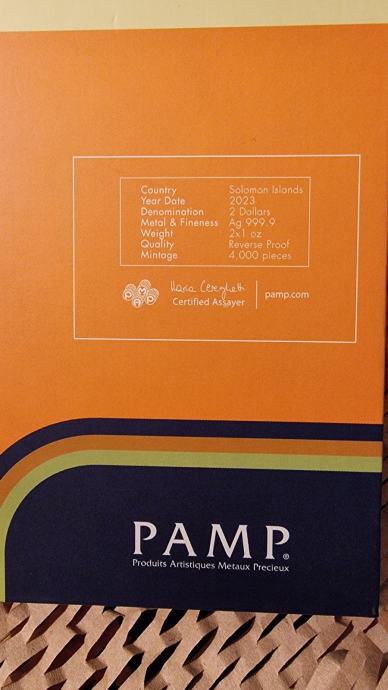 Country Solomon Islands
Year Date 2023
Denomination 2 Dollars
Metal & Fineness Ag 999.9
Weight 2x1 oz
Quality Reverse Proof
Mintage 4,000 pieces
PAMP
Certified Assayer
pamp.com
PAMP®
Produits Artistiques Metaux Precieux